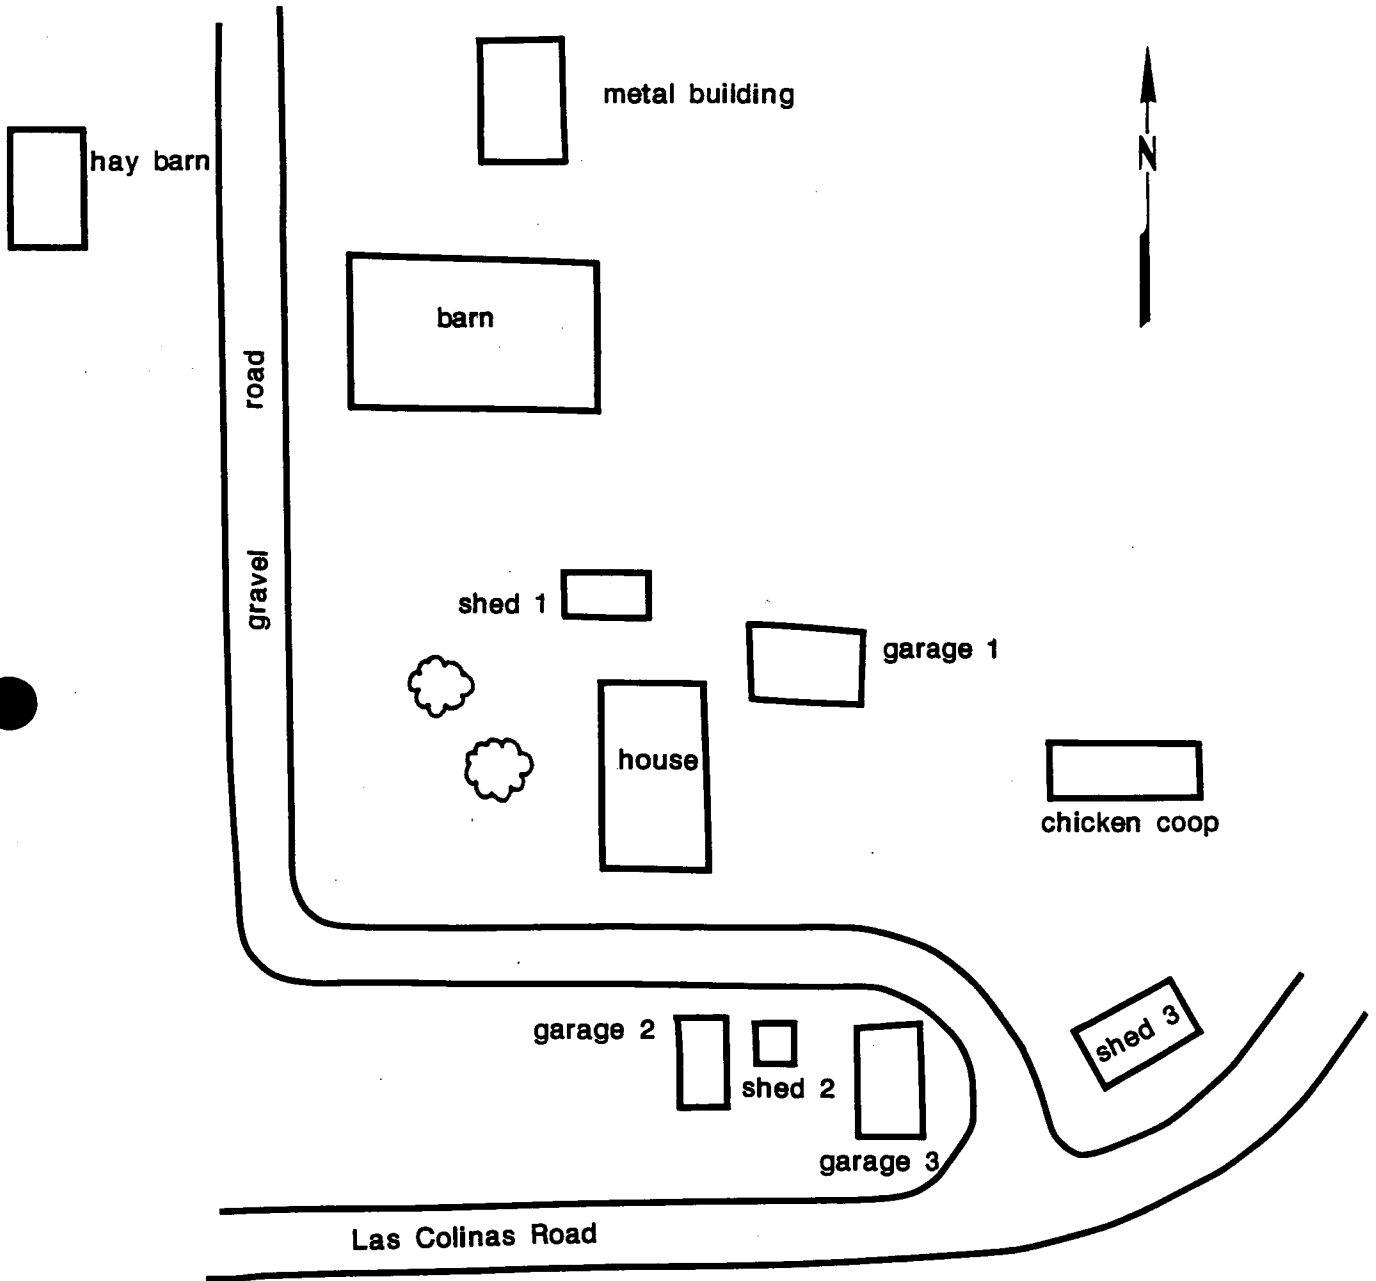 metal building
hay barn
N
barn
gravel road
shed 1
garage 1
house
chicken coop
garage 2
shed 2
shed 3
garage 3
Las Colinas Road